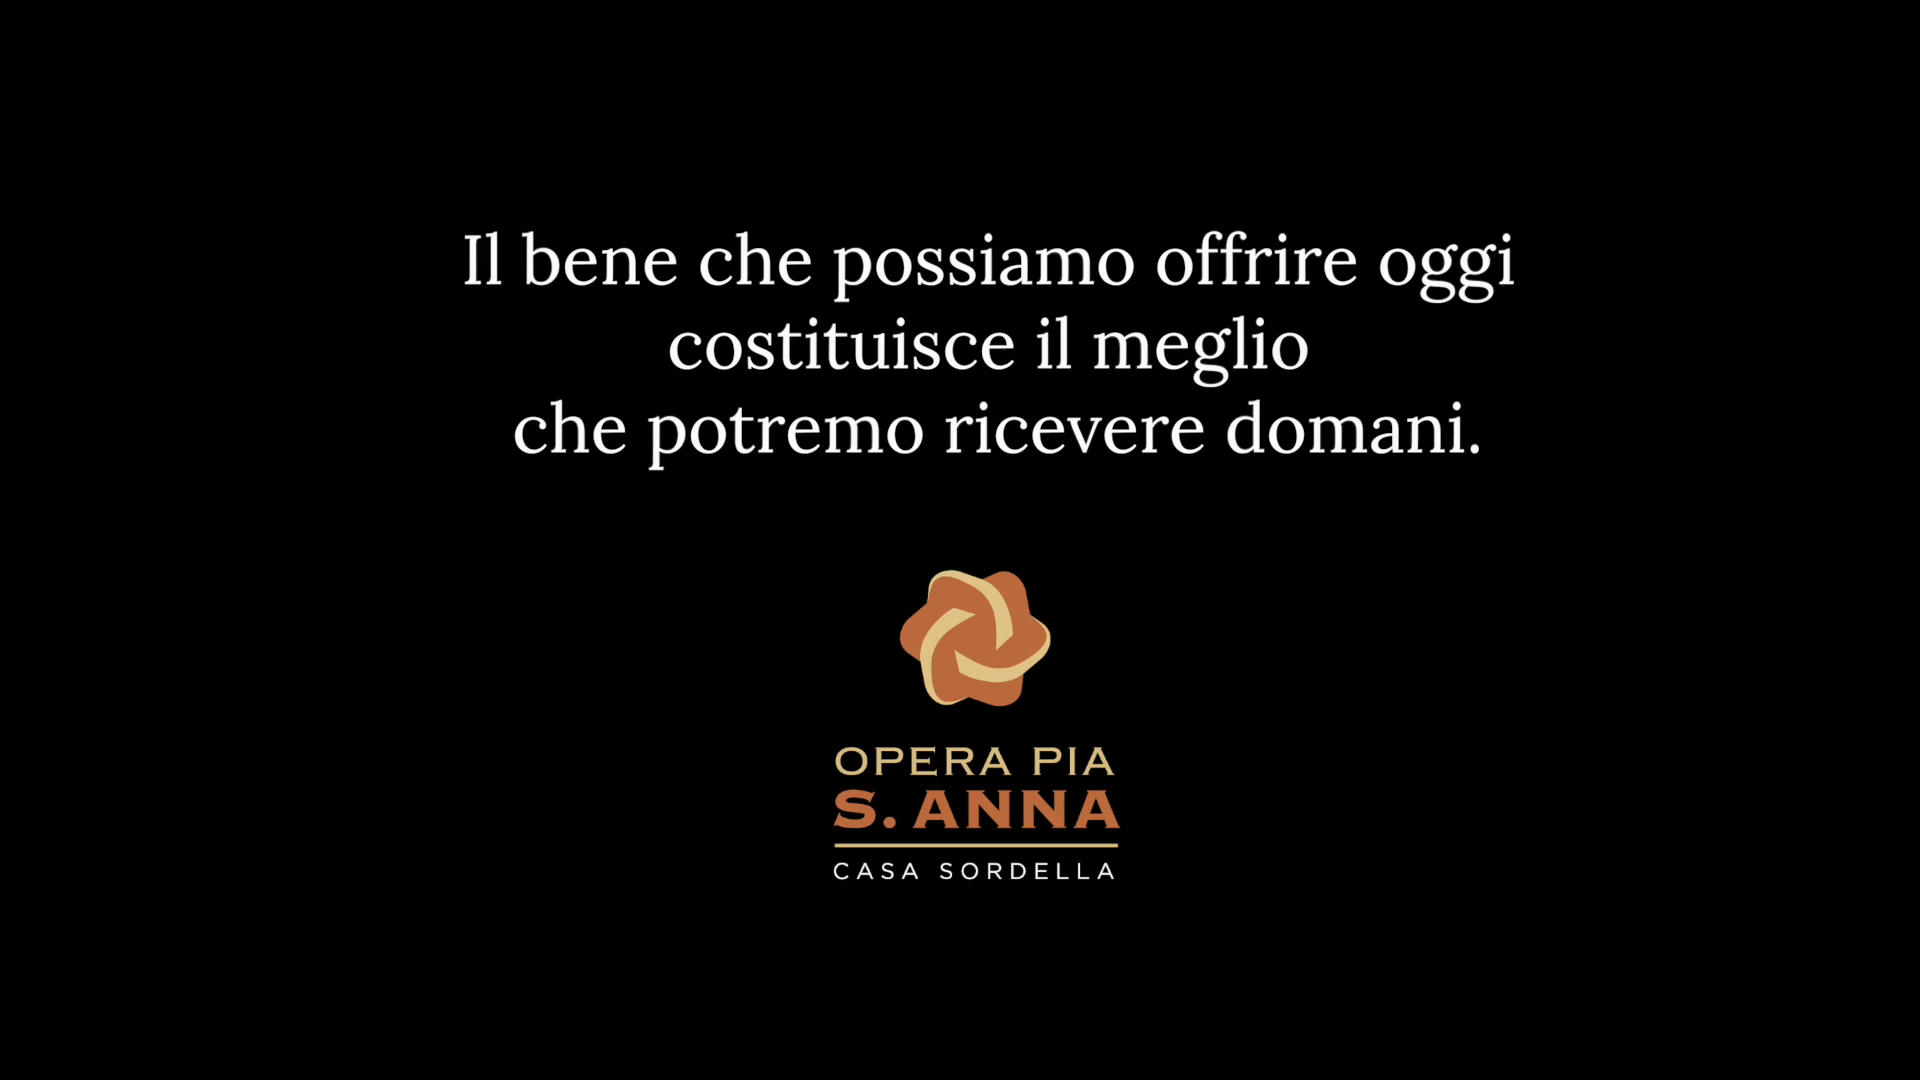 Il bene che possiamo offrire oggi
costituisce il meglio
che potremo ricevere domani.
OPERA PIA
S. ANNA
CASA SORDELLA